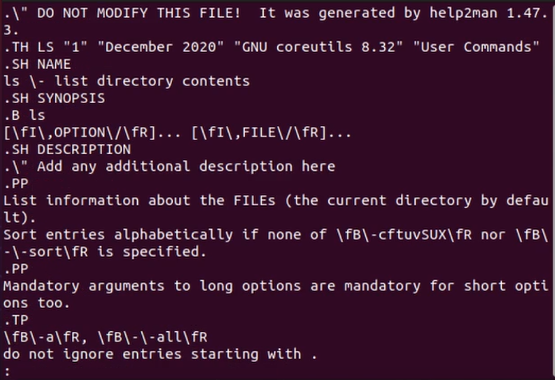 .\" DO NOT MODIFY THIS FILE!  It was generated by help2man 1.47.
3.
.TH LS "1" "December 2020" "GNU coreutils 8.32" "User Commands"
.SH NAME
ls \- list directory contents
.SH SYNOPSIS
.B ls
[\fI\,OPTION\/\fR]... [\fI\,FILE\/\fR]...
.SH DESCRIPTION
.\" Add any additional description here
.PP
List information about the FILEs (the current directory by defau
lt).
Sort entries alphabetically if none of \fB\-cftuvSUX\fR nor \fB\
-\-sort\fR is specified.
.PP
Mandatory arguments to long options are mandatory for short opti
ons too.
.TP
\fB\-a\fR, \fB\-\-all\fR
do not ignore entries starting with .
: